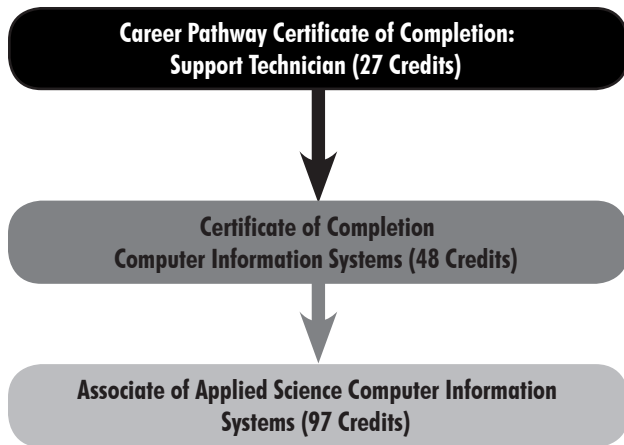 Career Pathway Certificate of Completion:
Support Technician (27 Credits)
Certificate of Completion
Computer Information Systems (48 Credits)
Associate of Applied Science Computer Information
Systems (97 Credits)